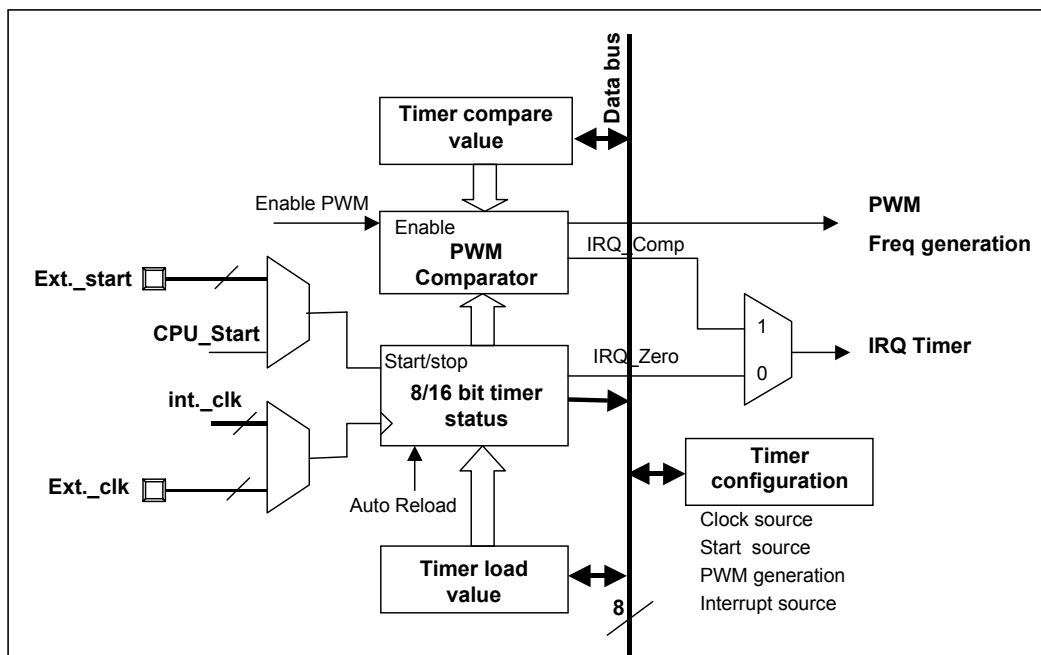 Data bus
Timer compare
value
Enable PWM
Enable
PWM
Comparator
PWM
Freq generation
IRQ_Comp
Ext._start
CPU_Start
1
0
IRQ Timer
Start/stop
IRQ_Zero
8/16 bit timer
status
int._clk
Ext._clk
Auto Reload
Timer
configuration
Clock source
Start source
PWM generation
Interrupt source
Timer load
value
8